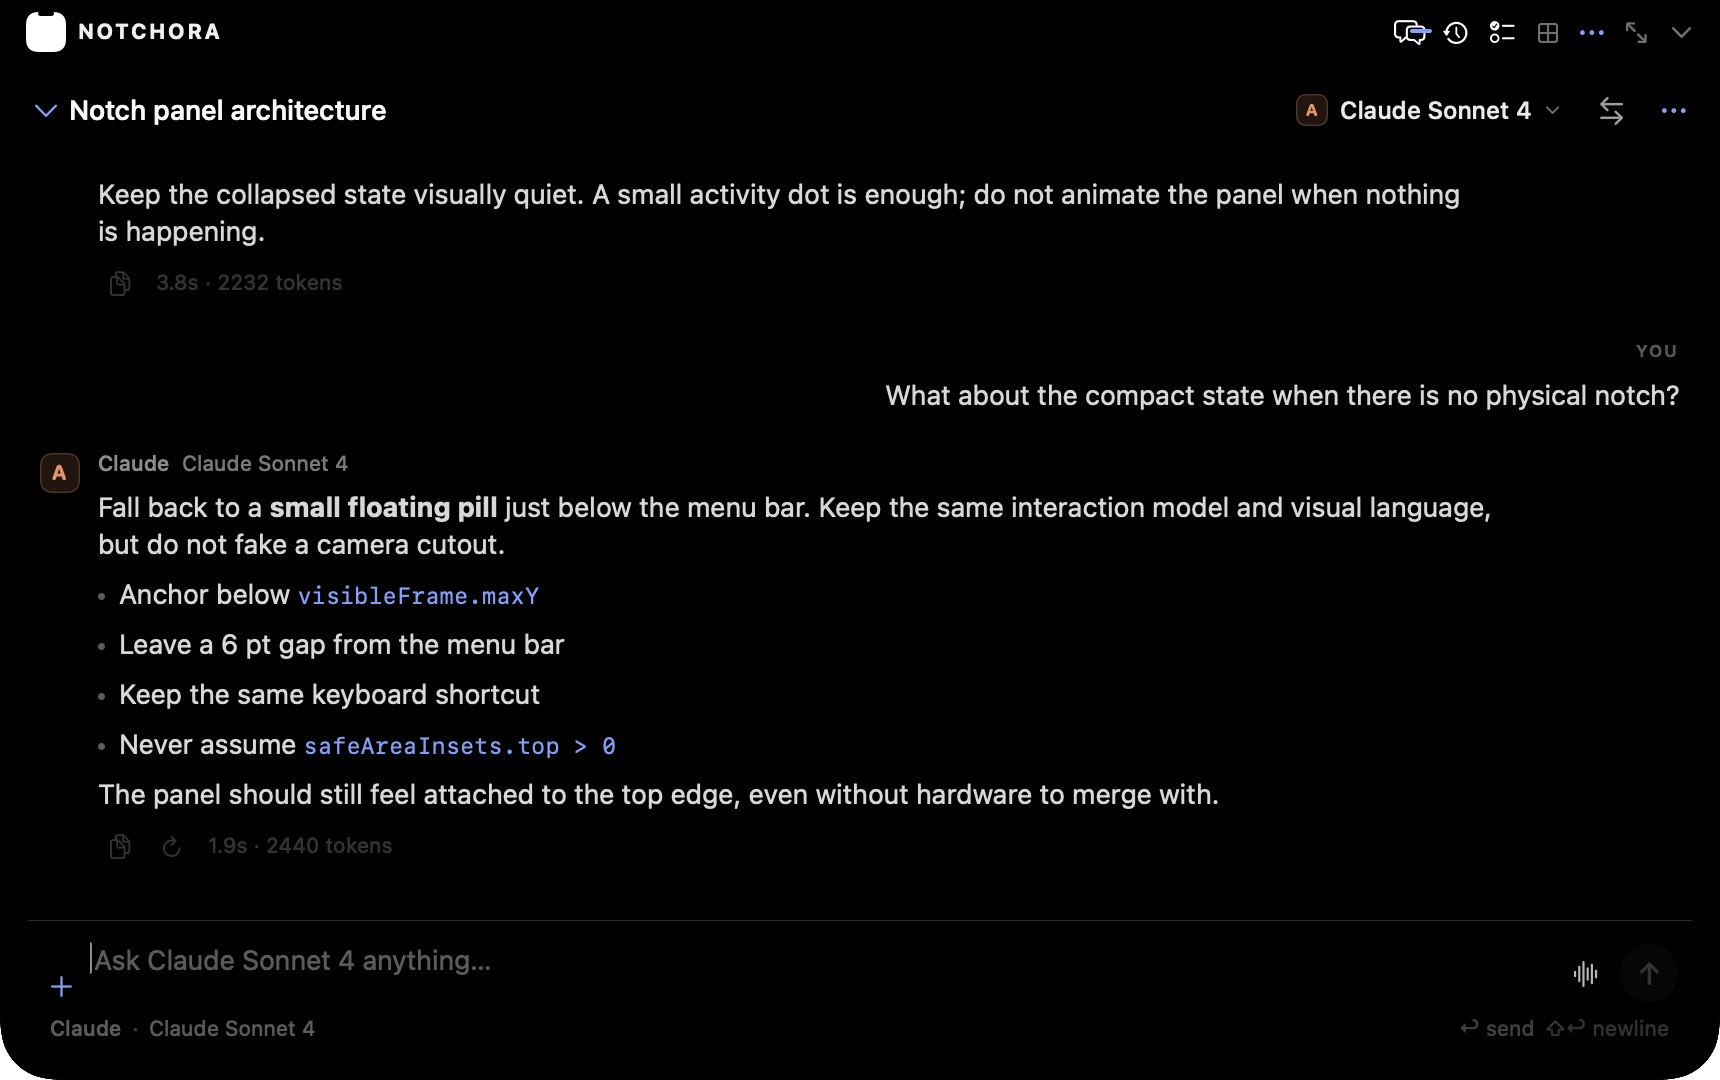 NOTCHORA
Notch panel architecture
A Claude Sonnet 4
Keep the collapsed state visually quiet. A small activity dot is enough; do not animate the panel when nothing
is happening.
3.8s · 2232 tokens
YOU
What about the compact state when there is no physical notch?
A
Claude Claude Sonnet 4
Fall back to a small floating pill just below the menu bar. Keep the same interaction model and visual language,
but do not fake a camera cutout.
• Anchor below visibleFrame.maxY
• Leave a 6 pt gap from the menu bar
• Keep the same keyboard shortcut
• Never assume safeAreaInsets.top > 0
The panel should still feel attached to the top edge, even without hardware to merge with.
1.9s · 2440 tokens
Ask Claude Sonnet 4 anything...
Claude · Claude Sonnet 4
↩ send ⇧↩ newline